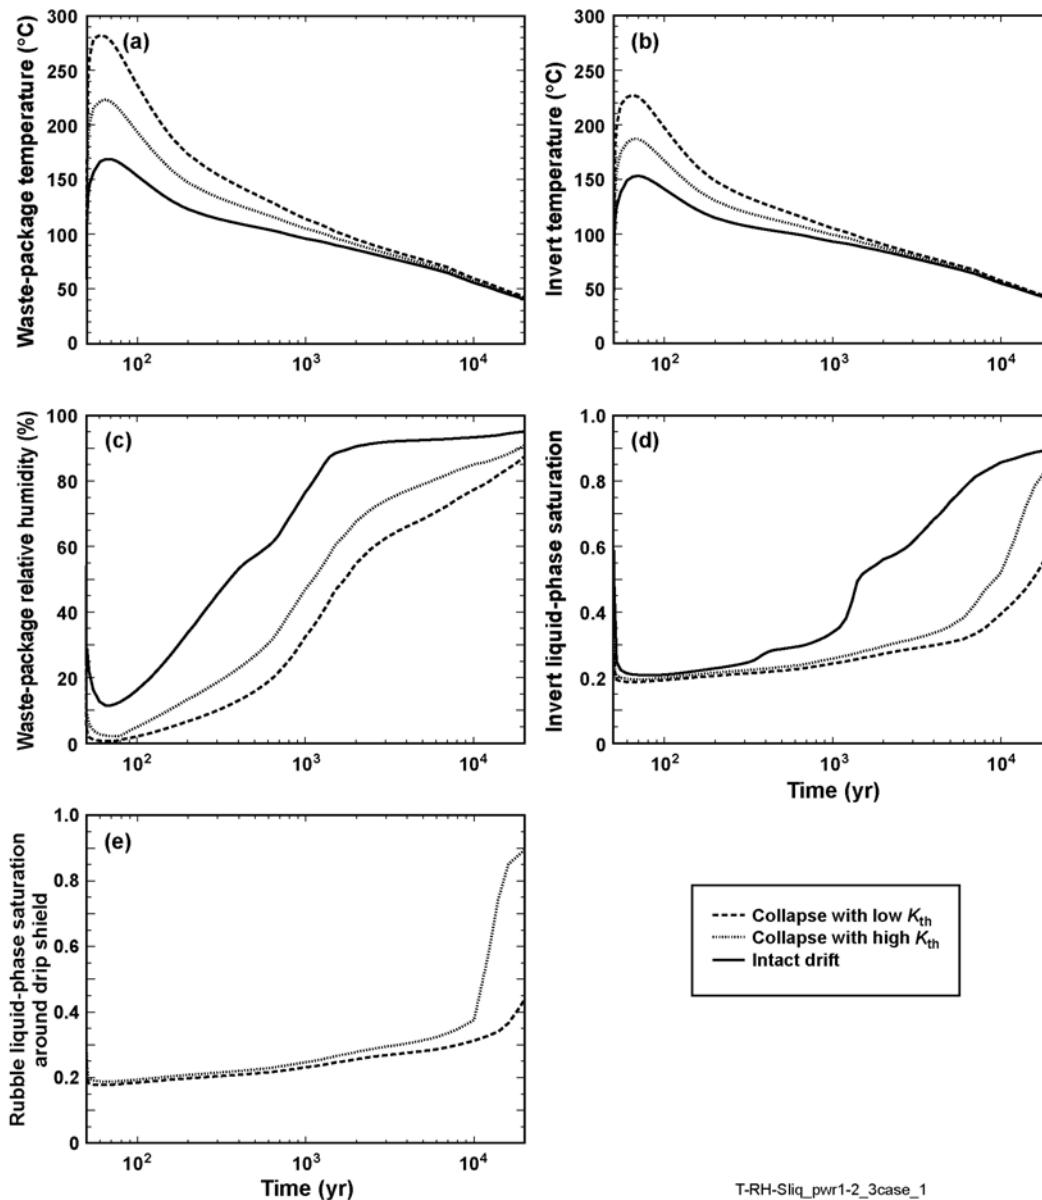 Waste-package temperature (°C)
300
250
200
150
100
50
0
(a)
10²
10³
10⁴
Invert temperature (°C)
300
250
200
150
100
50
0
(b)
10²
10³
10⁴
Waste-package relative humidity (%)
100
80
60
40
20
0
(c)
10²
10³
10⁴
Invert liquid-phase saturation
1.0
0.8
0.6
0.4
0.2
0
(d)
10²
10³
10⁴
Time (yr)
Rubble liquid-phase saturation
around drip shield
1.0
0.8
0.6
0.4
0.2
0
(e)
10²
10³
10⁴
Time (yr)
Collapse with low Kth
Collapse with high Kth
Intact drift
T-RH-Sliq_pwr1-2_3case_1